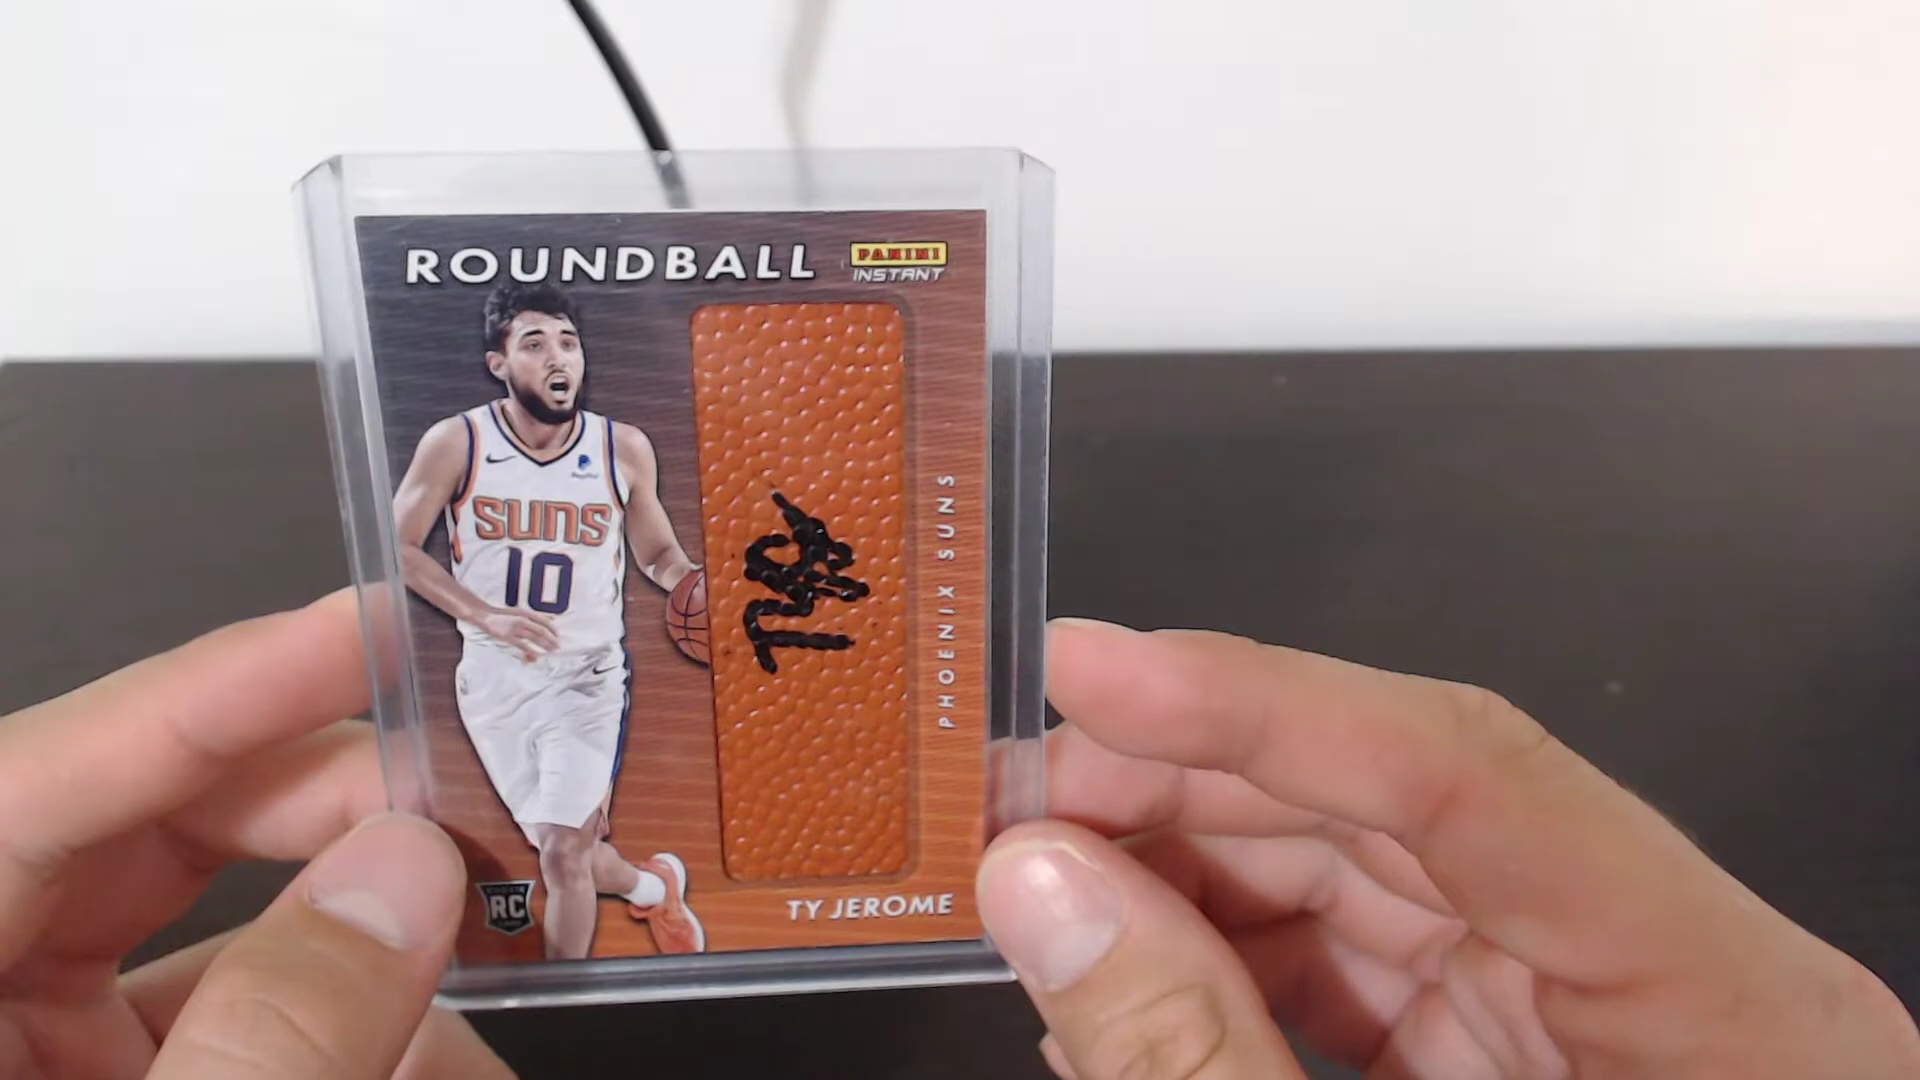 ROUNDBALL
PANINI
INSTANT
SUNS
10
PHOENIX SUNS
RC
TY JEROME